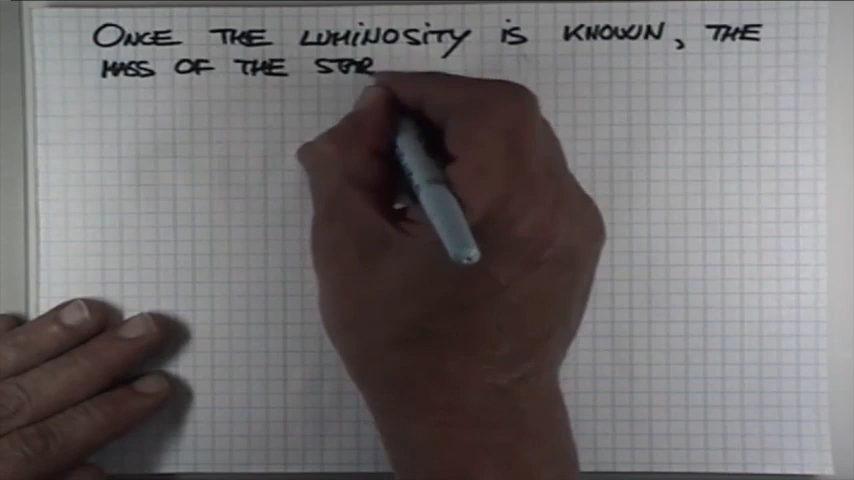 ONCE THE LUMINOSITY IS KNOWN, THE
MASS OF THE STAR